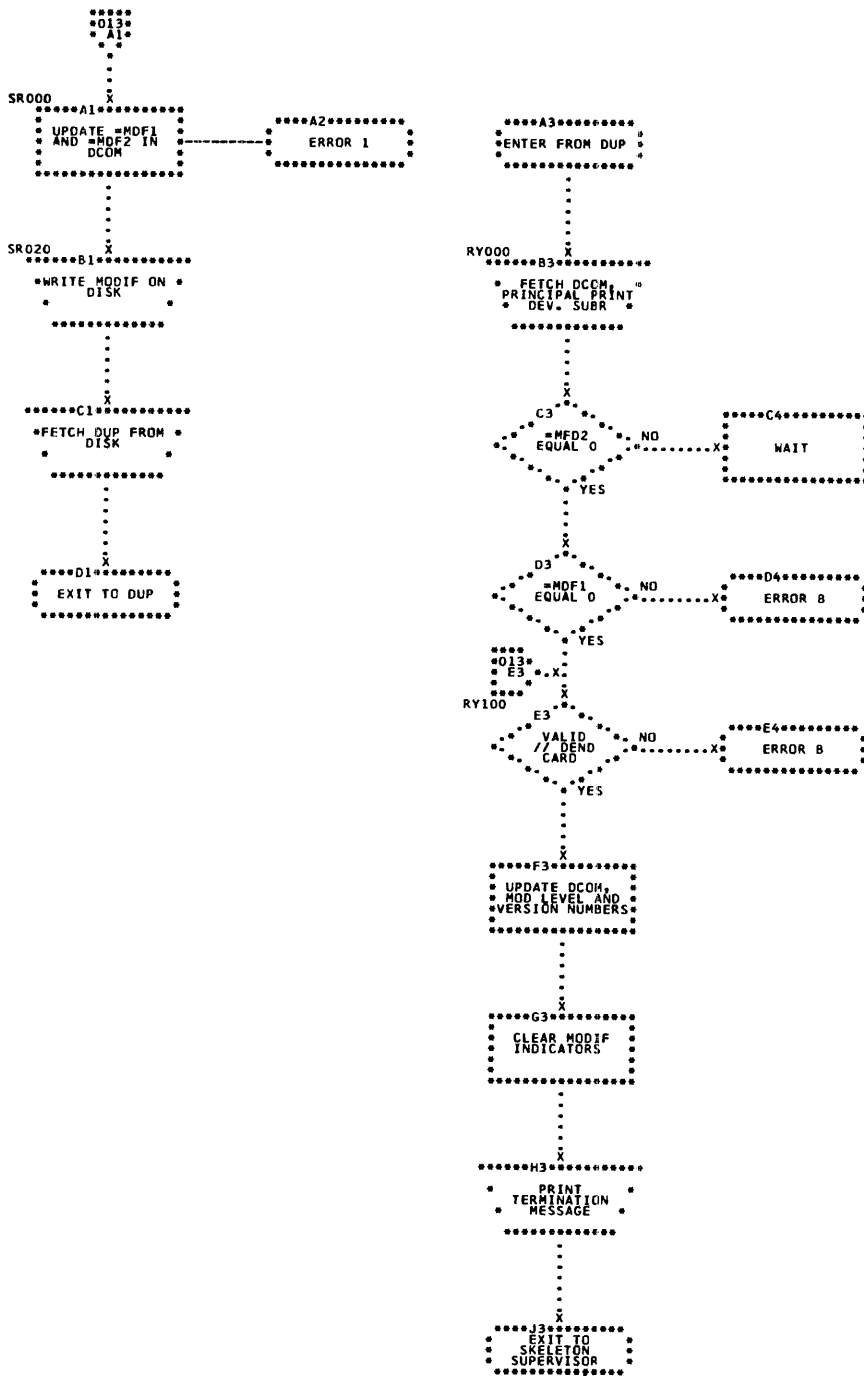 013
A1
SR000
A1
UPDATE =MDF1
AND =MDF2 IN
DCOM
A2
ERROR 1
SR020
B1
WRITE MODIF ON
DISK
C1
FETCH DUP FROM
DISK
D1
EXIT TO DUP
A3
ENTER FROM DUP
RY000
B3
FETCH DCOM,
PRINCIPAL PRINT
DEV. SUBR
C3
=MFD2
EQUAL 0
NO
YES
C4
WAIT
D3
=MDF1
EQUAL 0
NO
YES
D4
ERROR 8
013
E3
RY100
E3
VALID
// DEND
CARD
NO
YES
E4
ERROR B
F3
UPDATE DCOM,
MOD LEVEL AND
VERSION NUMBERS
G3
CLEAR MODIF
INDICATORS
H3
PRINT
TERMINATION
MESSAGE
J3
EXIT TO
SKELETON
SUPERVISOR